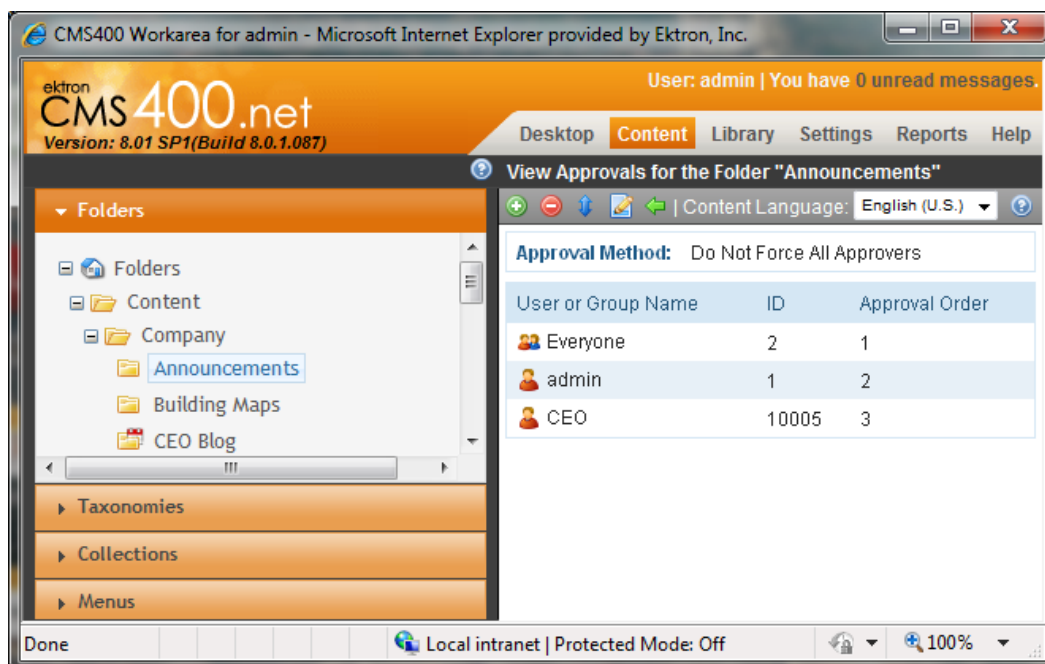 CMS400 Workarea for admin - Microsoft Internet Explorer provided by Ektron, Inc.
ektron
CMS400.net
Version: 8.01 SP1(Build 8.0.1.087)
User: admin | You have 0 unread messages.
Desktop Content Library Settings Reports Help
View Approvals for the Folder "Announcements"
Folders
| Content Language: English (U.S.)
Folders
Content
Company
Announcements
Building Maps
CEO Blog
Approval Method: Do Not Force All Approvers
User or Group Name ID Approval Order
Everyone 2 1
admin 1 2
CEO 10005 3
Taxonomies
Collections
Menus
Done
Local intranet | Protected Mode: Off
100%